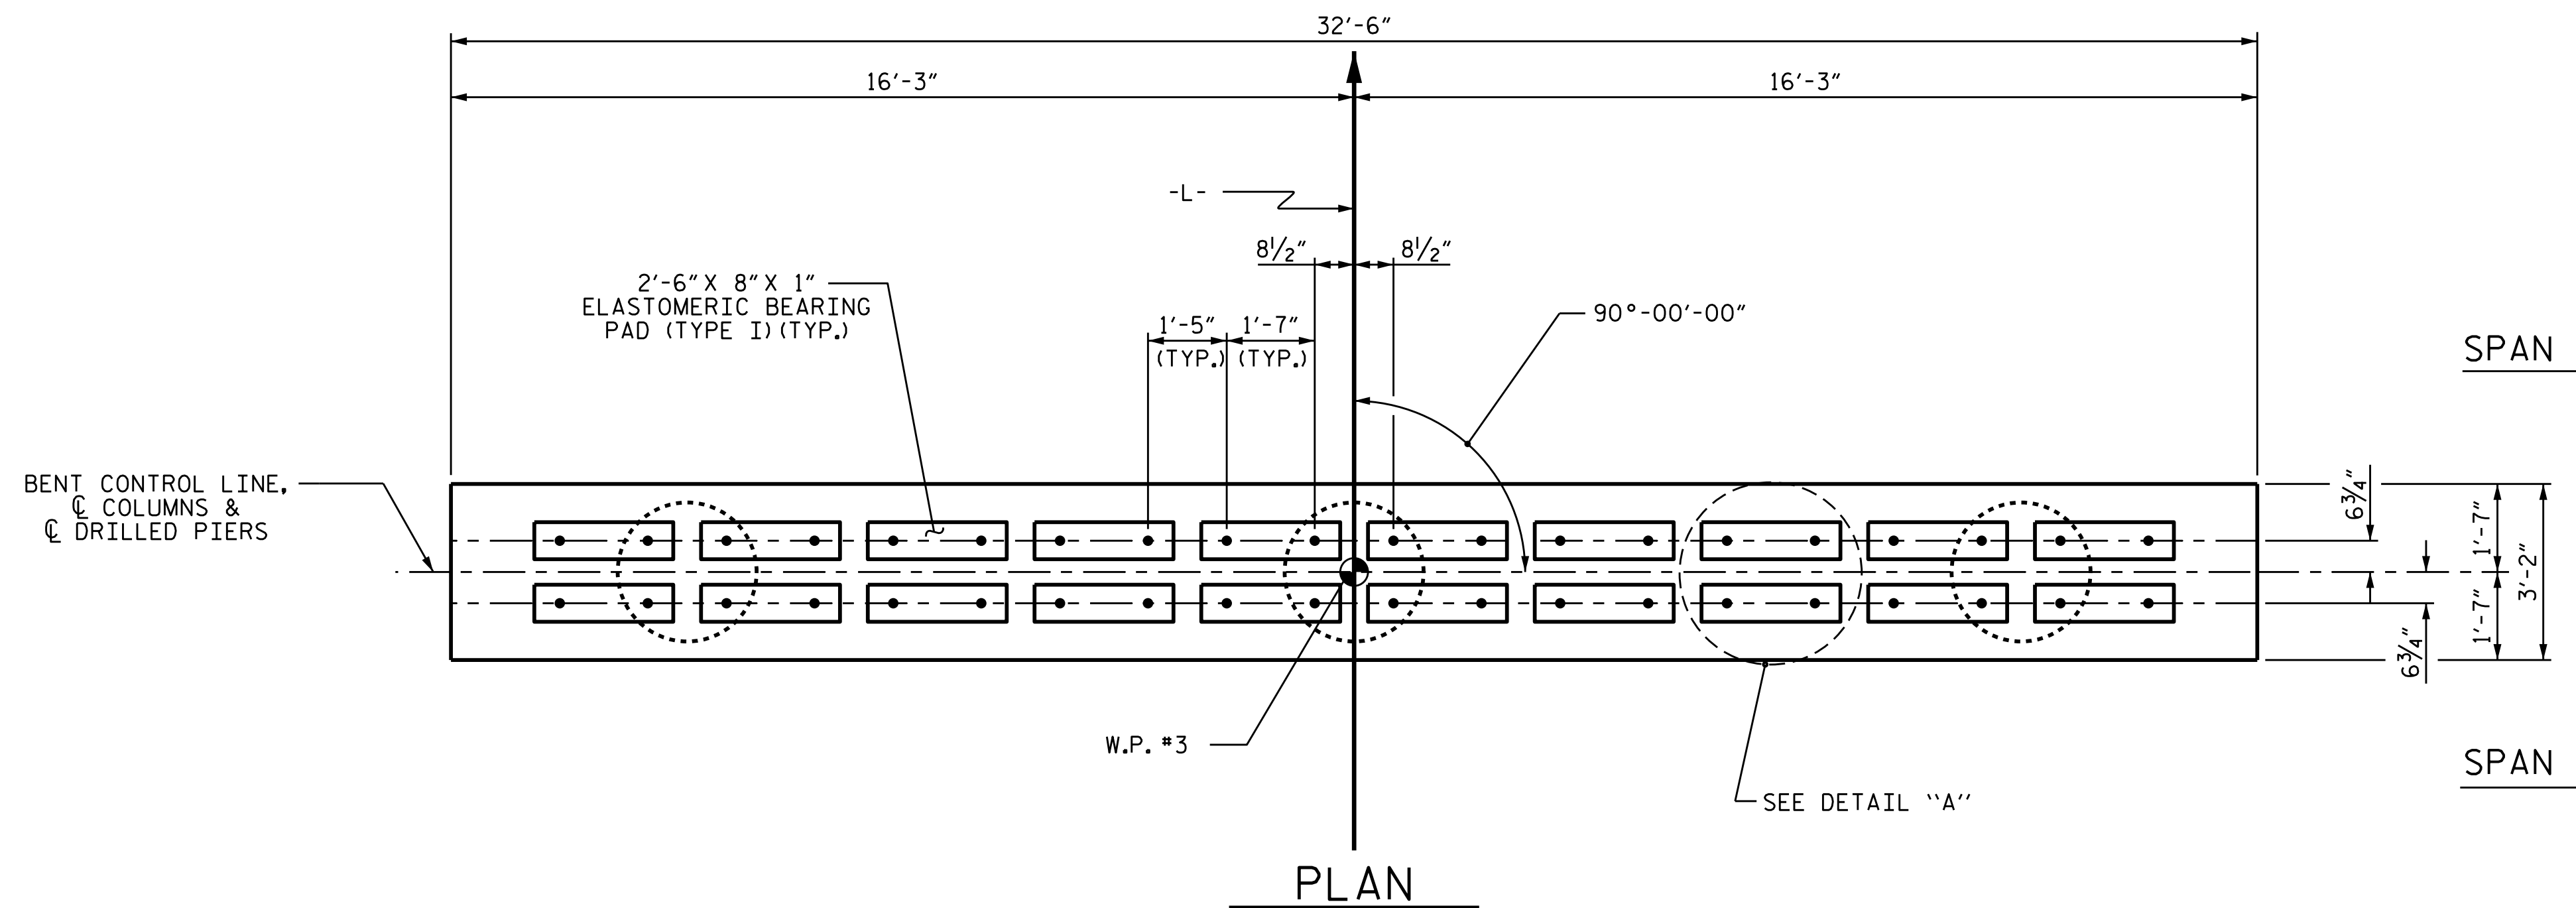 32'-6"
16'-3"
16'-3"
-L-
8½"
8½"
2'-6" X 8" X 1"
ELASTOMERIC BEARING
PAD (TYPE I) (TYP.)
1'-5"
(TYP.)
1'-7"
(TYP.)
90°-00'-00"
SPAN
BENT CONTROL LINE,
℄ COLUMNS &
℄ DRILLED PIERS
6¾"
1'-7"
3'-2"
1'-7"
6¾"
W.P. #3
SEE DETAIL "A"
SPAN
PLAN